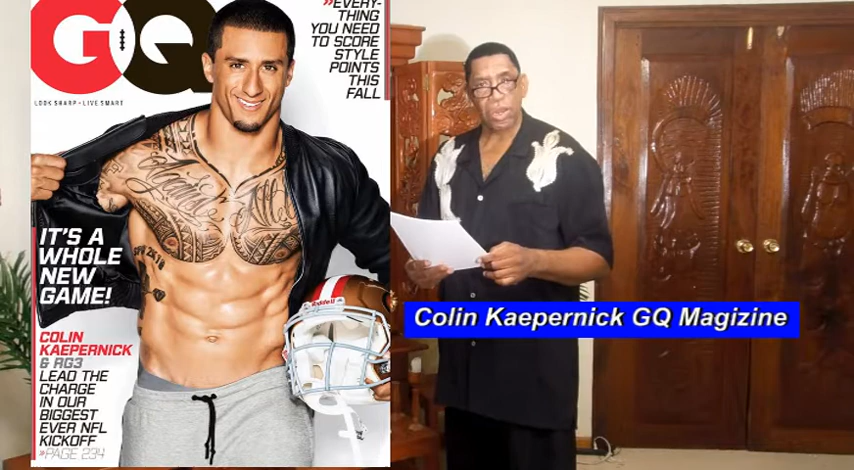 GQ
LOOK SHARP • LIVE SMART
»EVERY-
THING
YOU NEED
TO SCORE
STYLE
POINTS
THIS
FALL
IT'S A
WHOLE
NEW
GAME!
COLIN
KAEPERNICK
& RG3
LEAD THE
CHARGE
IN OUR
BIGGEST
EVER NFL
KICKOFF
»PAGE 234
Riddell
Colin Kaepernick GQ Magizine